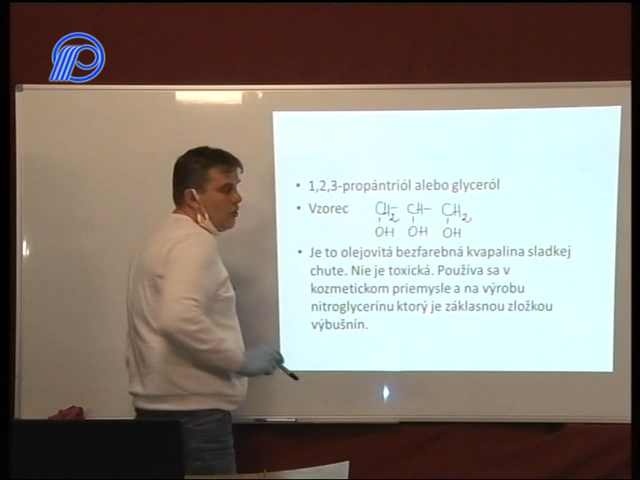 • 1,2,3-propántriól alebo glyceról
• Vzorec CH₂- CH- CH₂
OH OH OH
• Je to olejovitá bezfarebná kvapalina sladkej
chute. Nie je toxická. Používa sa v
kozmetickom priemysle a na výrobu
nitroglycerínu ktorý je základnou zložkou
výbušnín.